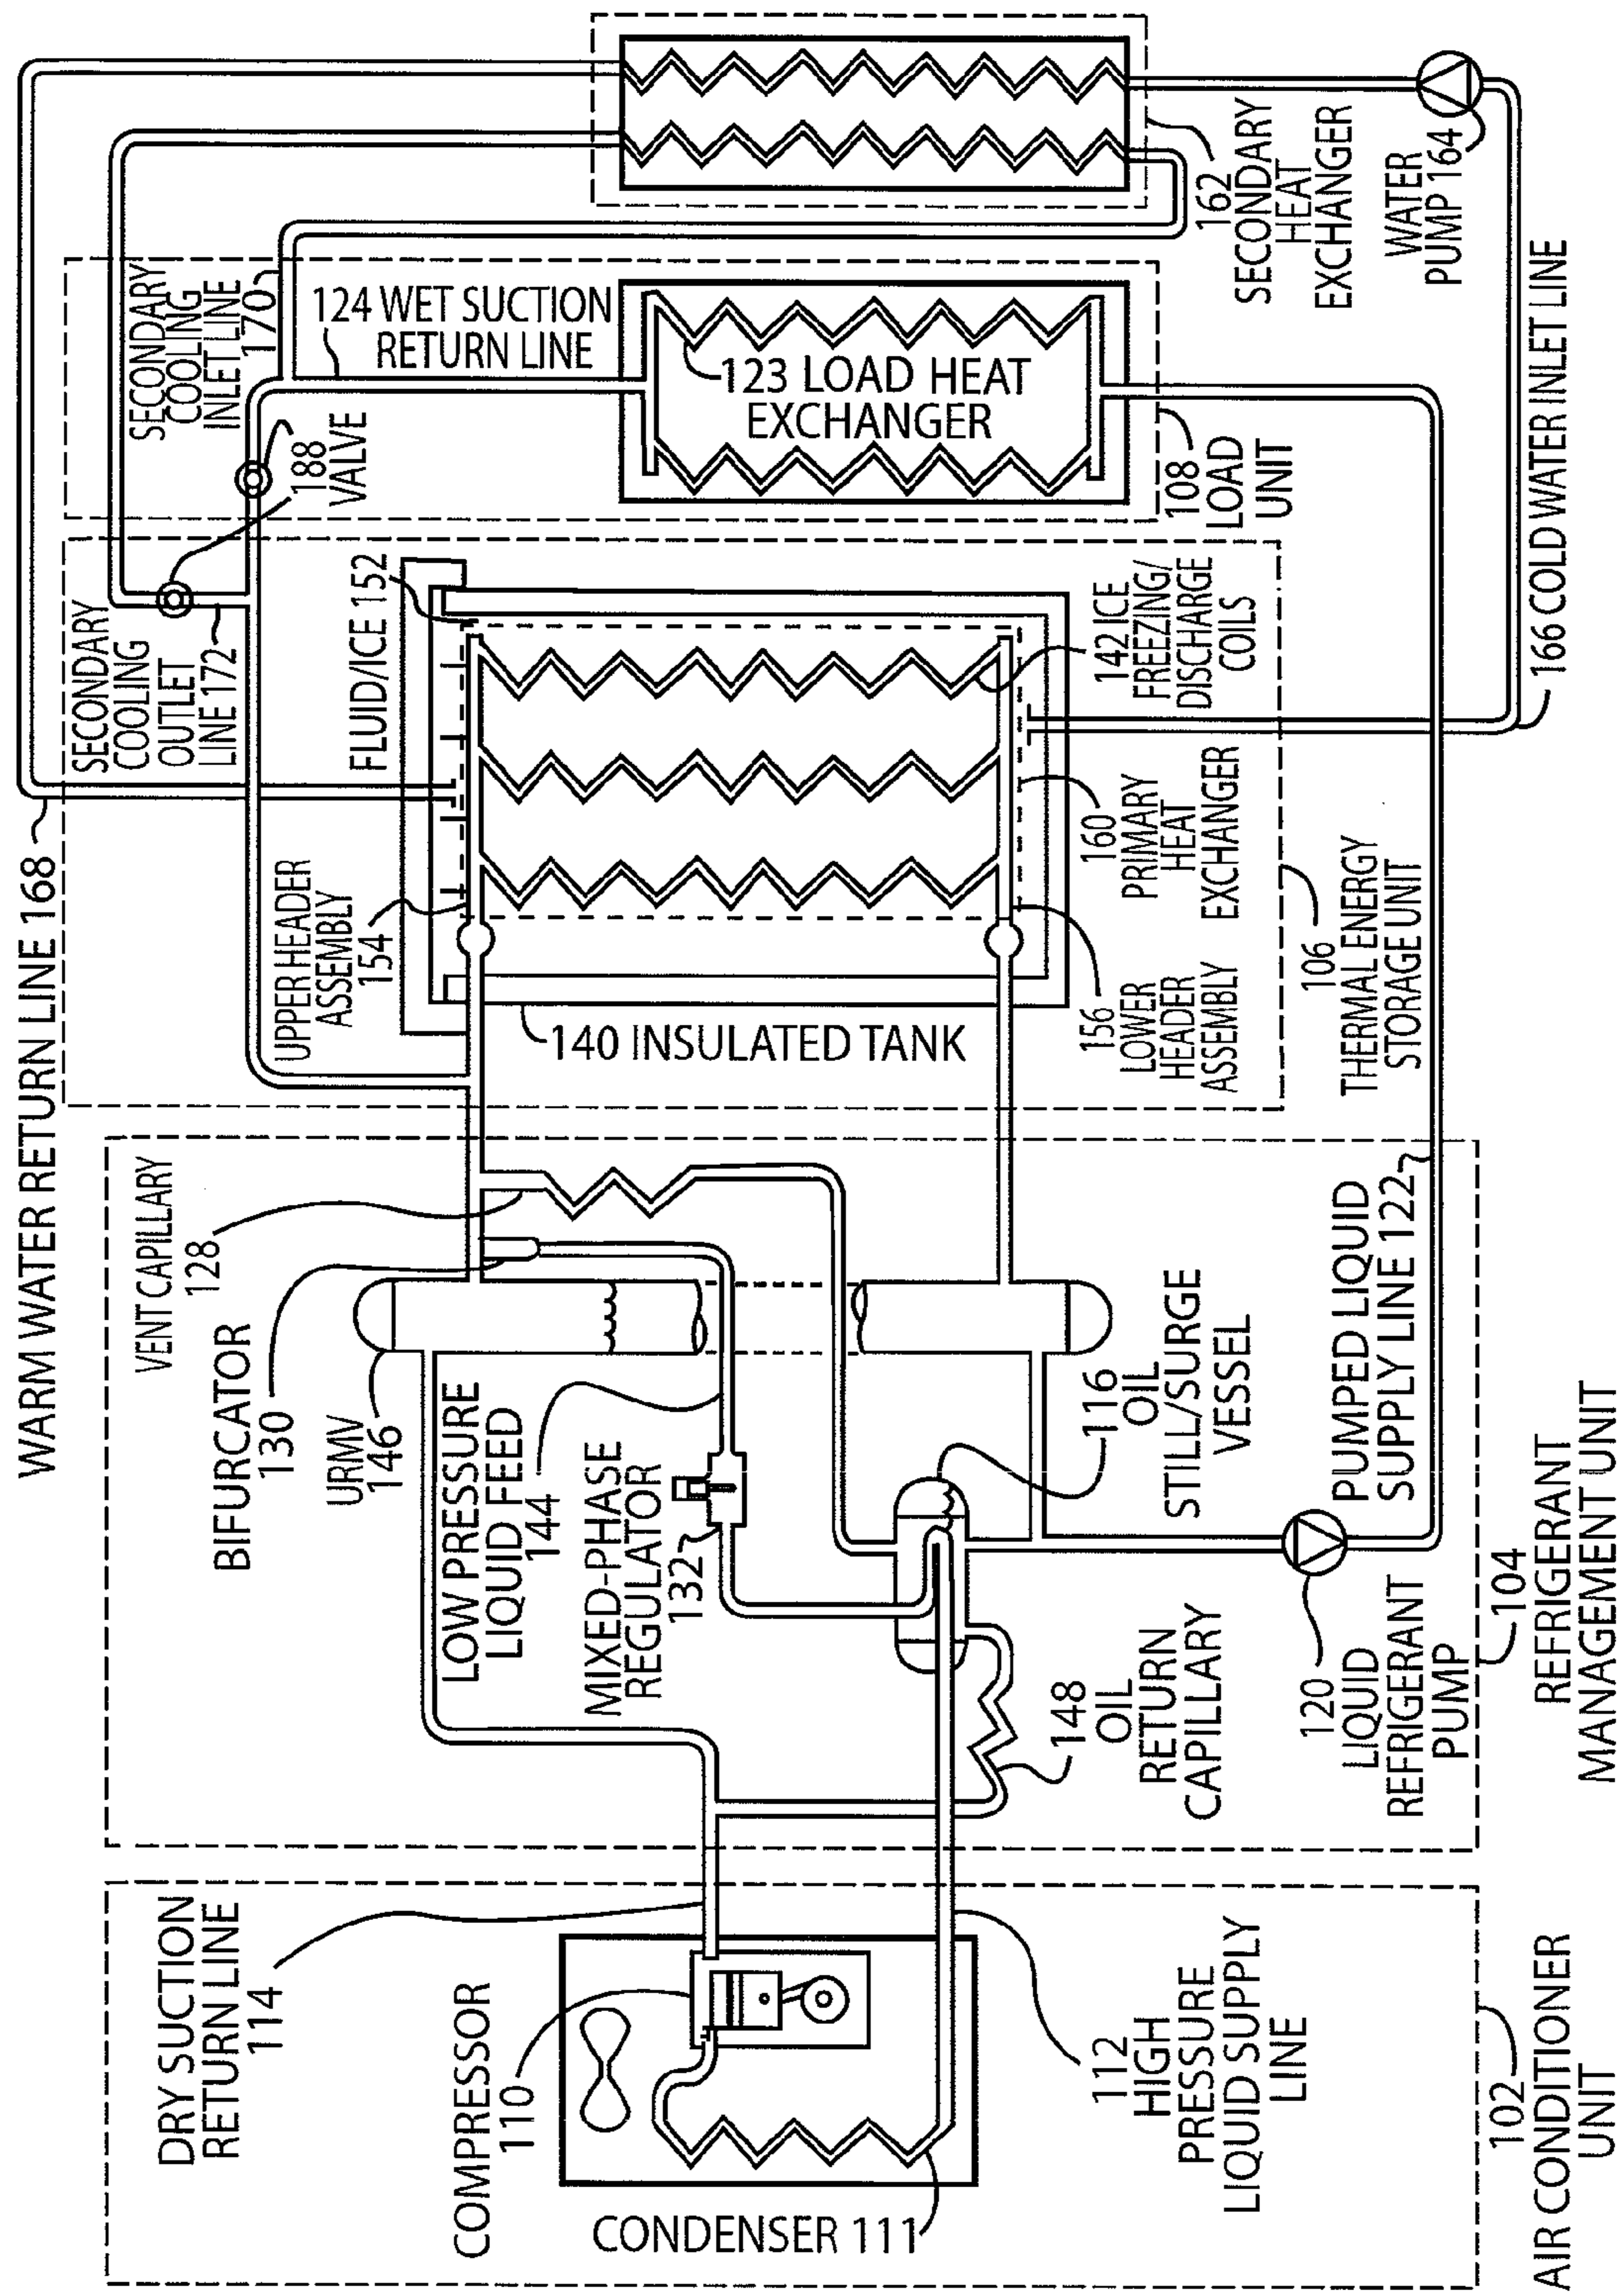 WARM WATER RETURN LINE 168
SECONDARY
COOLING
OUTLET
LINE 172
SECONDARY
COOLING
INLET LINE
170
188
VALVE
124 WET SUCTION
RETURN LINE
123 LOAD HEAT
EXCHANGER
108
LOAD
UNIT
162
SECONDARY
HEAT
EXCHANGER
WATER
PUMP 164
166 COLD WATER INLET LINE
FLUID/ICE 152
142 ICE
FREEZING/
DISCHARGE
COILS
160
PRIMARY
HEAT
EXCHANGER
UPPER HEADER
ASSEMBLY
154
140 INSULATED TANK
156
LOWER
HEADER
ASSEMBLY
106
THERMAL ENERGY
STORAGE UNIT
VENT CAPILLARY
128
BIFURCATOR
130
URMV
146
LOW PRESSURE
LIQUID FEED
144
MIXED-PHASE
REGULATOR
132
116
OIL
STILL/SURGE
VESSEL
PUMPED LIQUID
SUPPLY LINE 122
148
OIL
RETURN
CAPILLARY
120
LIQUID
REFRIGERANT
PUMP
104
REFRIGERANT
MANAGEMENT UNIT
DRY SUCTION
RETURN LINE
114
COMPRESSOR
110
CONDENSER 111
112
HIGH
PRESSURE
LIQUID SUPPLY
LINE
102
AIR CONDITIONER
UNIT